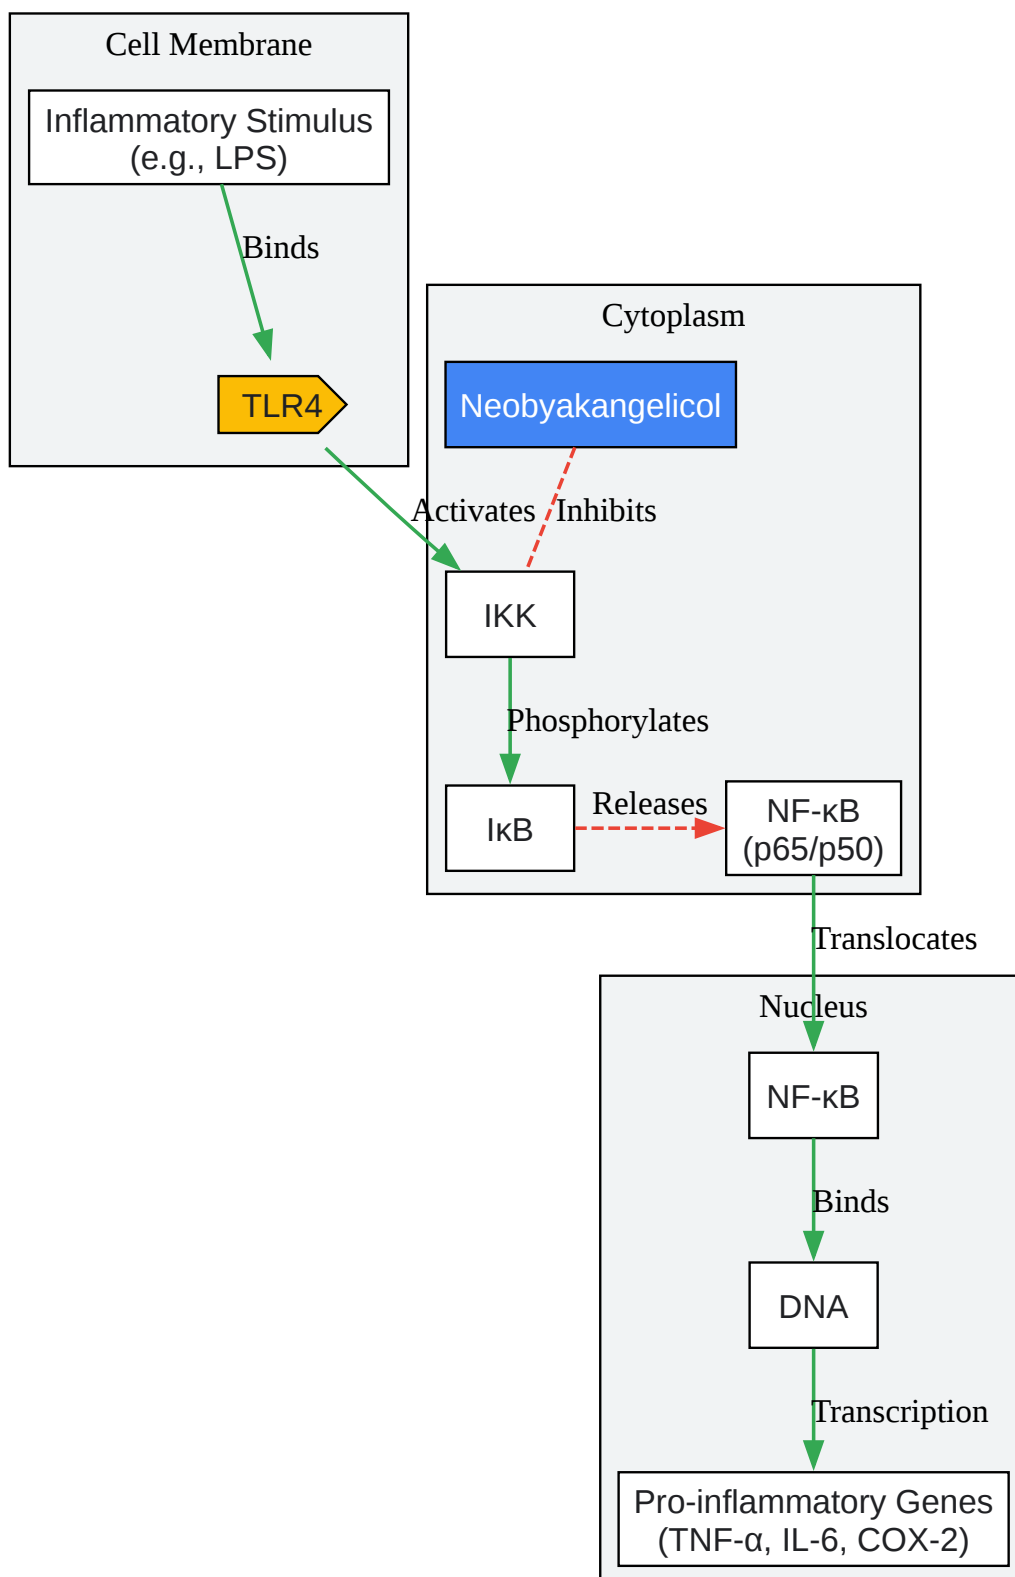 Cell Membrane
Inflammatory Stimulus
(e.g., LPS)
Binds
TLR4
Cytoplasm
Neobyakangelicol
Activates
Inhibits
IKK
Phosphorylates
IκB
Releases
NF-κB
(p65/p50)
Translocates
Nucleus
NF-κB
Binds
DNA
Transcription
Pro-inflammatory Genes
(TNF-α, IL-6, COX-2)